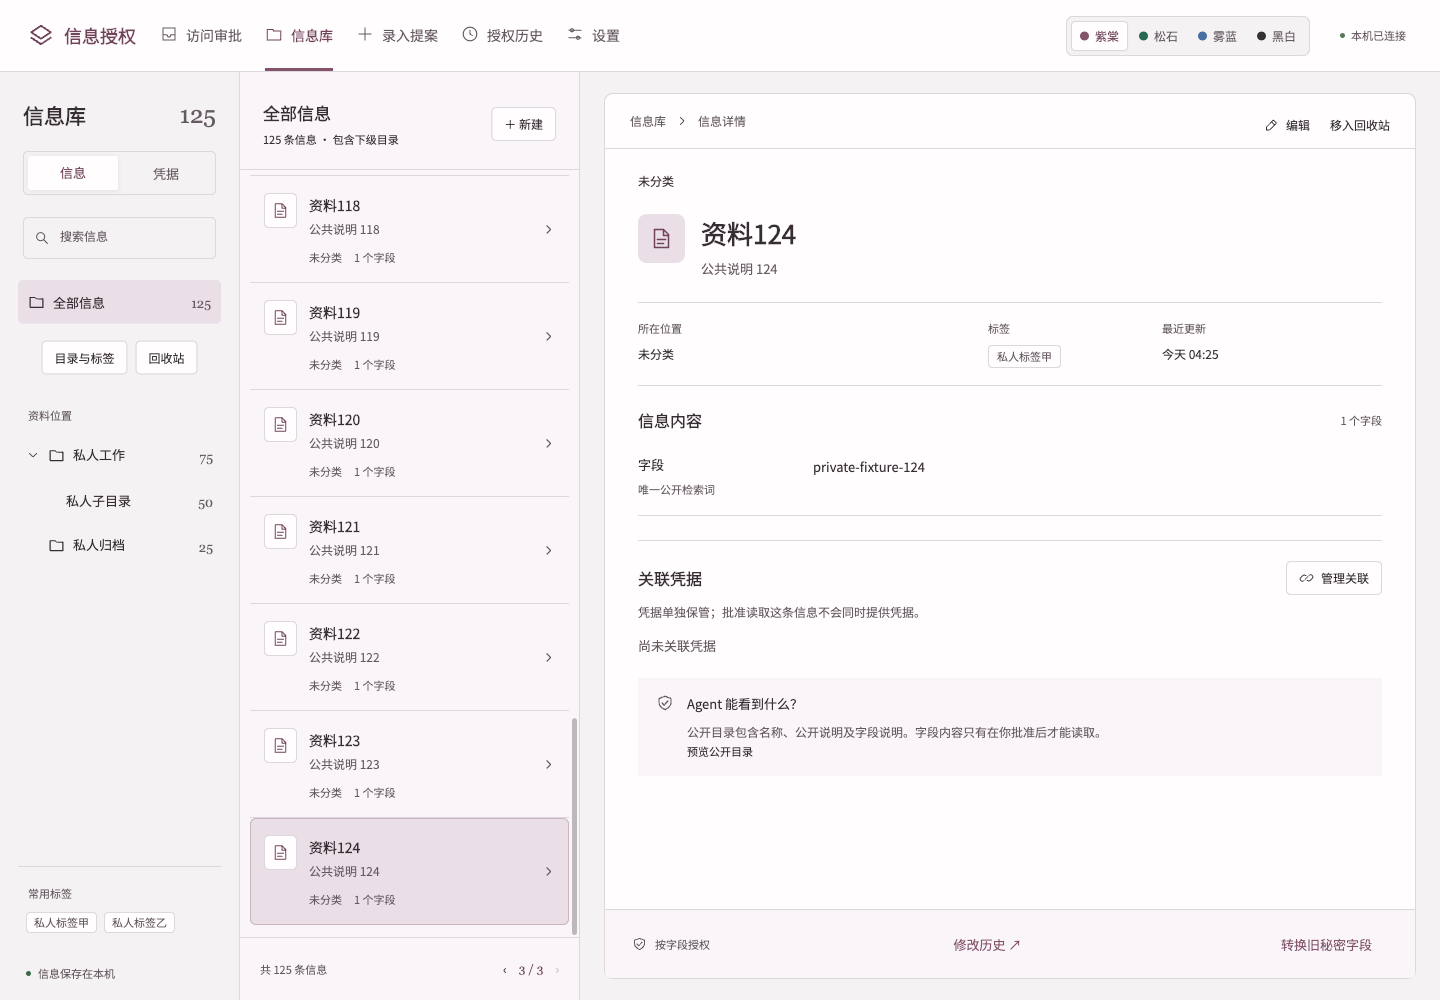 信息授权
访问审批
信息库
录入提案
授权历史
设置
紫棠
松石
雾蓝
黑白
本机已连接
信息库
125
信息
凭据
搜索信息
全部信息
125
目录与标签
回收站
资料位置
私人工作
75
私人子目录
50
私人归档
25
常用标签
私人标签甲
私人标签乙
信息保存在本机
全部信息
125 条信息 · 包含下级目录
新建
资料118
公共说明 118
未分类 1 个字段
资料119
公共说明 119
未分类 1 个字段
资料120
公共说明 120
未分类 1 个字段
资料121
公共说明 121
未分类 1 个字段
资料122
公共说明 122
未分类 1 个字段
资料123
公共说明 123
未分类 1 个字段
资料124
公共说明 124
未分类 1 个字段
共 125 条信息
‹ 3 / 3 ›
信息库
信息详情
编辑
移入回收站
未分类
资料124
公共说明 124
所在位置
未分类
标签
私人标签甲
最近更新
今天 04:25
信息内容
1 个字段
字段
唯一公开检索词
private-fixture-124
关联凭据
管理关联
凭据单独保管；批准读取这条信息不会同时提供凭据。
尚未关联凭据
Agent 能看到什么？
公开目录包含名称、公开说明及字段说明。字段内容只有在你批准后才能读取。
预览公开目录
按字段授权
修改历史 ↗
转换旧秘密字段